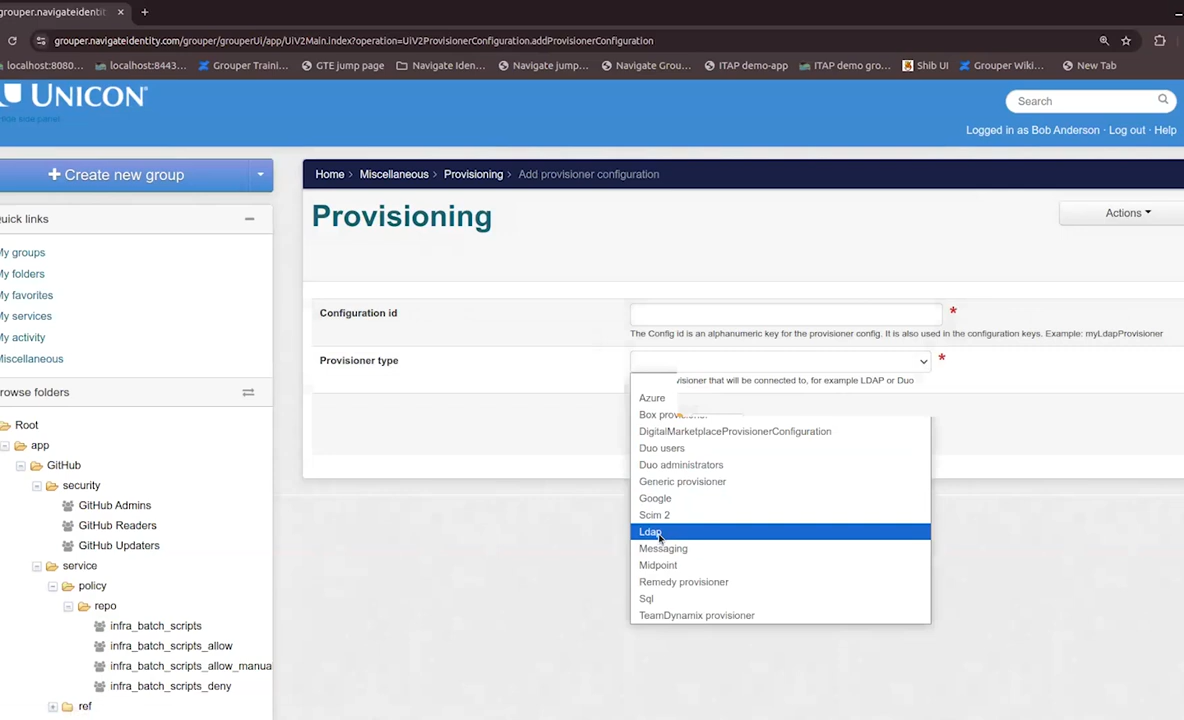 grouper.navigateidentit
grouper.navigateidentity.com/grouper/grouperUi/app/UiV2Main.index?operation=UiV2ProvisionerConfiguration.addProvisionerConfiguration
localhost:8080... localhost:8443... Grouper Traini... GTE jump page Navigate Iden... Navigate jump... Navigate Grou... ITAP demo-app ITAP demo gro... Shib UI Grouper Wiki... New Tab
UNICON
Search
Logged in as Bob Anderson · Log out · Help
Create new group
Home Miscellaneous Provisioning Add provisioner configuration
Provisioning
Actions
uick links
My groups
My folders
My favorites
My services
My activity
Miscellaneous
rowse folders
Root
app
GitHub
security
GitHub Admins
GitHub Readers
GitHub Updaters
service
policy
repo
infra_batch_scripts
infra_batch_scripts_allow
infra_batch_scripts_allow_manua
infra_batch_scripts_deny
ref
Configuration id
*
The Config id is an alphanumeric key for the provisioner config. It is also used in the configuration keys. Example: myLdapProvisioner
Provisioner type
*
visioner that will be connected to, for example LDAP or Duo
Azure
Box
DigitalMarketplaceProvisionerConfiguration
Duo users
Duo administrators
Generic provisioner
Google
Scim 2
Ldap
Messaging
Midpoint
Remedy provisioner
Sql
TeamDynamix provisioner